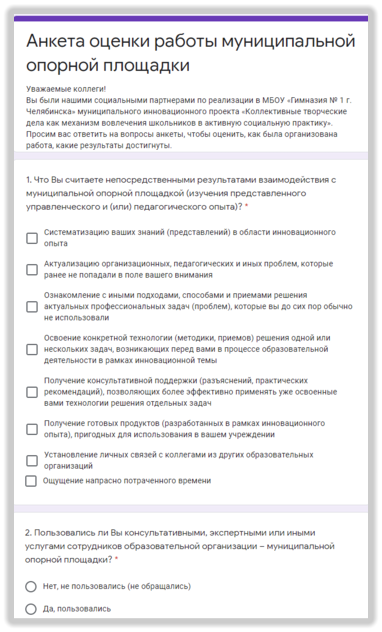 Анкета оценки работы муниципальной
опорной площадки
Уважаемые коллеги!
Вы были нашими социальными партнерами по реализации в МБОУ «Гимназия № 1 г.
Челябинска» муниципального инновационного проекта «Коллективные творческие
дела как механизм вовлечения школьников в активную социальную практику».
Просим вас ответить на вопросы анкеты, чтобы оценить, как была организована
работа, какие результаты достигнуты.
1. Что Вы считаете непосредственными результатами взаимодействия с
муниципальной опорной площадкой (изучения представленного
управленческого и (или) педагогического опыта)? *
Систематизацию ваших знаний (представлений) в области инновационного
опыта
Актуализацию организационных, педагогических и иных проблем, которые
ранее не попадали в поле вашего внимания
Ознакомление с иными подходами, способами и приемами решения
актуальных профессиональных задач (проблем), которые вы до сих пор обычно
не использовали
Освоение конкретной технологии (методики, приемов) решения одной или
нескольких задач, возникающих перед вами в процессе образовательной
деятельности в рамках инновационной темы
Получение консультативной поддержки (разъяснений, практических
рекомендаций), позволяющих более эффективно применять уже освоенные
вами технологии решения отдельных задач
Получение готовых продуктов (разработанных в рамках инновационного
опыта), пригодных для использования в вашем учреждении
Установление личных связей с коллегами из других образовательных
организаций
Ощущение напрасно потраченного времени
2. Пользовались ли Вы консультативными, экспертными или иными
услугами сотрудников образовательной организации – муниципальной
опорной площадки? *
Нет, не пользовались (не обращались)
Да, пользовались